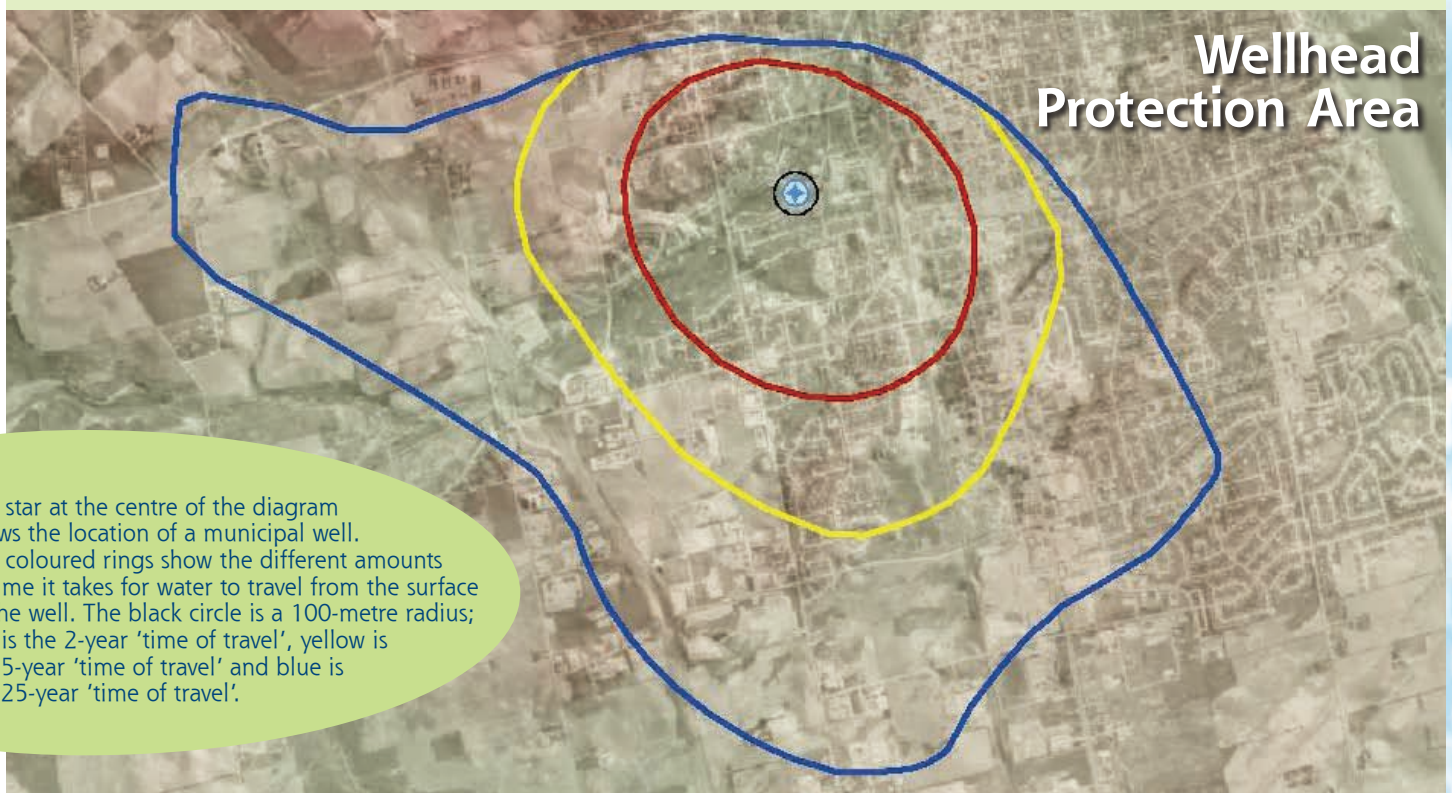 Wellhead
Protection Area
star at the centre of the diagram
ws the location of a municipal well.
coloured rings show the different amounts
me it takes for water to travel from the surface
ne well. The black circle is a 100-metre radius;
is the 2-year ‘time of travel’, yellow is
5-year ‘time of travel’ and blue is
25-year ‘time of travel’.